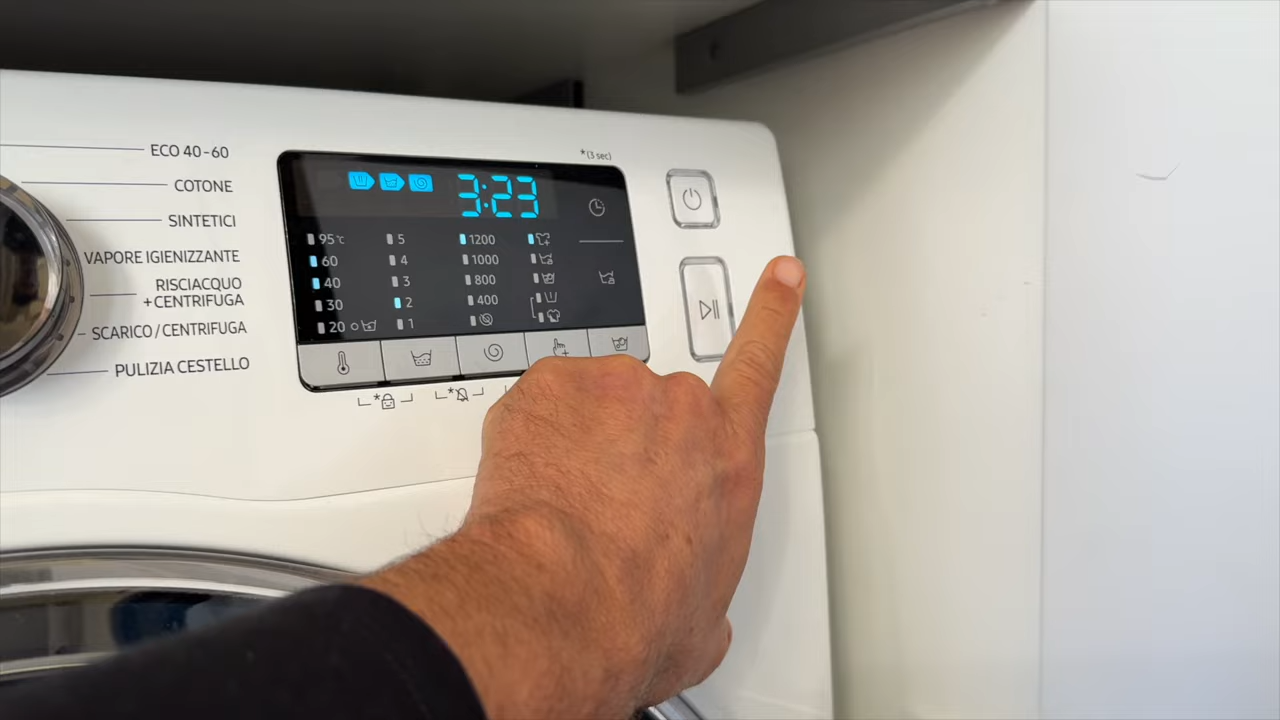 ECO 40-60
COTONE
SINTETICI
VAPORE IGIENIZZANTE
RISCIACQUO
+CENTRIFUGA
SCARICO/CENTRIFUGA
PULIZIA CESTELLO
*(3 sec)
3:23
95°C 5 1200
60 4 1000
40 3 800
30 2 400
20 1
*
*